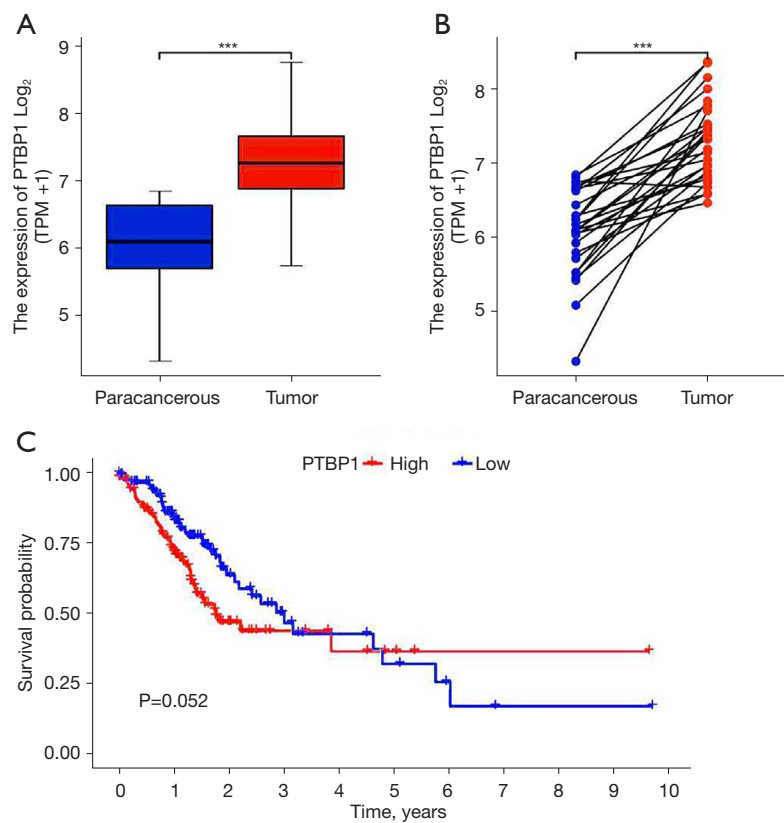 A
The expression of PTBP1 Log2
(TPM +1)
9
8
7
6
5
***
Paracancerous
Tumor
B
The expression of PTBP1 Log2
(TPM +1)
8
7
6
5
***
Paracancerous
Tumor
C
PTBP1 High Low
Survival probability
1.00
0.75
0.50
0.25
0.00
P=0.052
0 1 2 3 4 5 6 7 8 9 10
Time, years